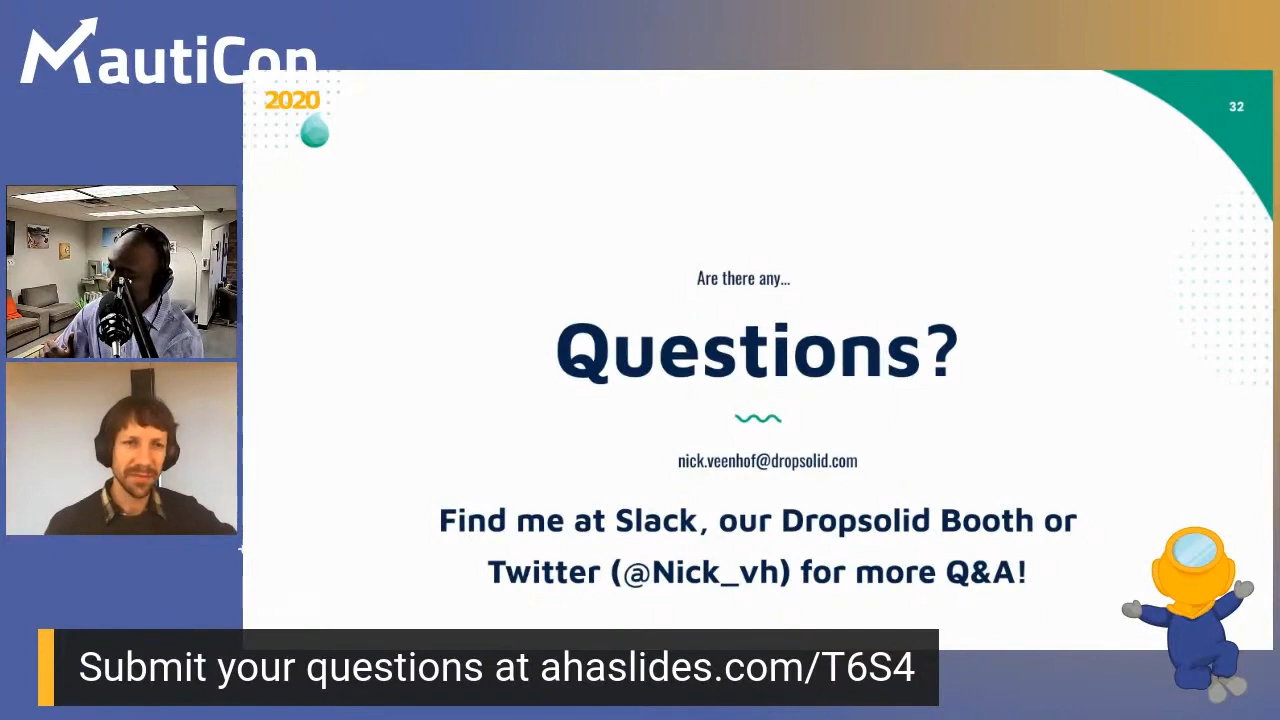 MautiCon
2020
32
Are there any...
Questions?
nick.veenhof@dropsolid.com
Find me at Slack, our Dropsolid Booth or
Twitter (@Nick_vh) for more Q&A!
Submit your questions at ahaslides.com/T6S4